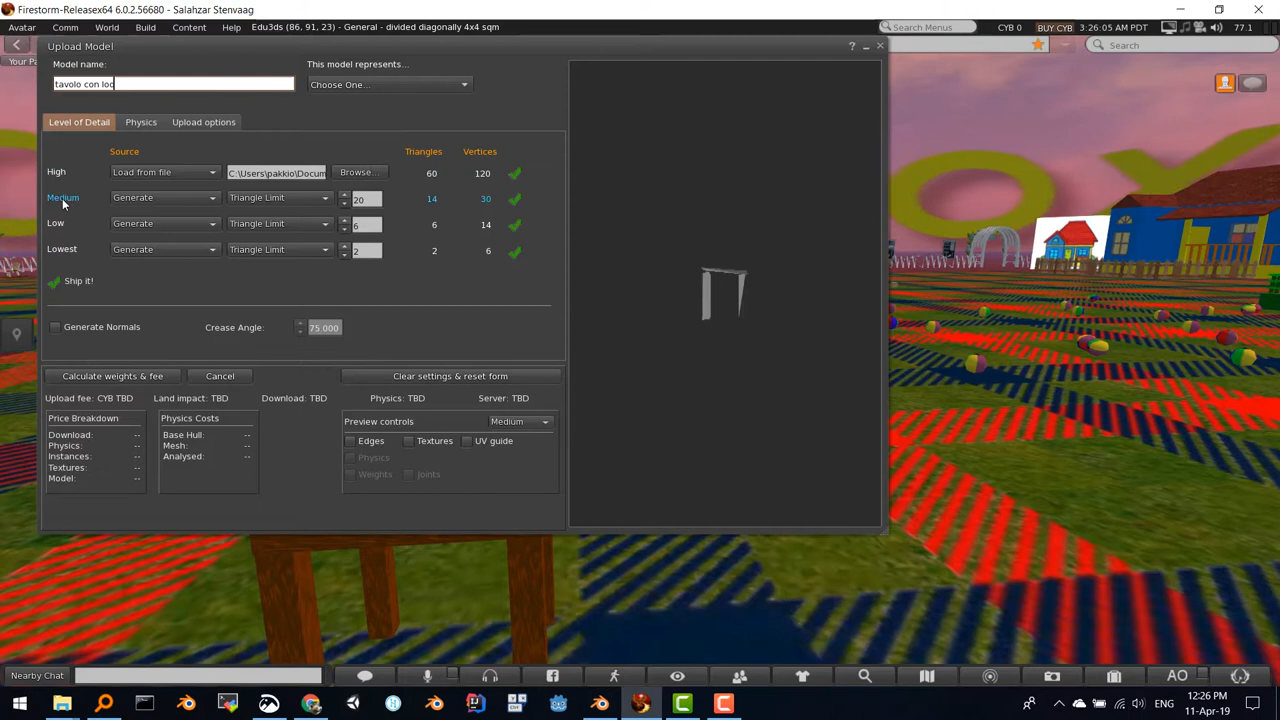 Firestorm-Releasex64 6.0.2.56680 - Salahzar Stenvaag
Avatar Comm World Build Content Help Edu3ds (86, 91, 23) - General - divided diagonally 4x4 sqm Search Menus CYB 0 BUY CYB 3:26:05 AM PDT 77.1
Upload Model ? Search
Your Pa
Model name: This model represents...
tavolo con loc Choose One...
Level of Detail Physics Upload options
Source Triangles Vertices
High Load from file C:\Users\pakkio\Docum Browse... 60 120
Medium Generate Triangle Limit 20 14 30
Low Generate Triangle Limit 6 6 14
Lowest Generate Triangle Limit 2 2 6
Ship it!
Generate Normals Crease Angle: 75.000
Calculate weights & fee Cancel Clear settings & reset form
Upload fee: CYB TBD Land impact: TBD Download: TBD Physics: TBD Server: TBD
Price Breakdown
Download: --
Physics: --
Instances: --
Textures: --
Model: --
Physics Costs
Base Hull: --
Mesh: --
Analysed: --
Preview controls Medium
Edges Textures UV guide
Physics
Weights Joints
Nearby Chat AO
ENG 12:26 PM
11-Apr-19